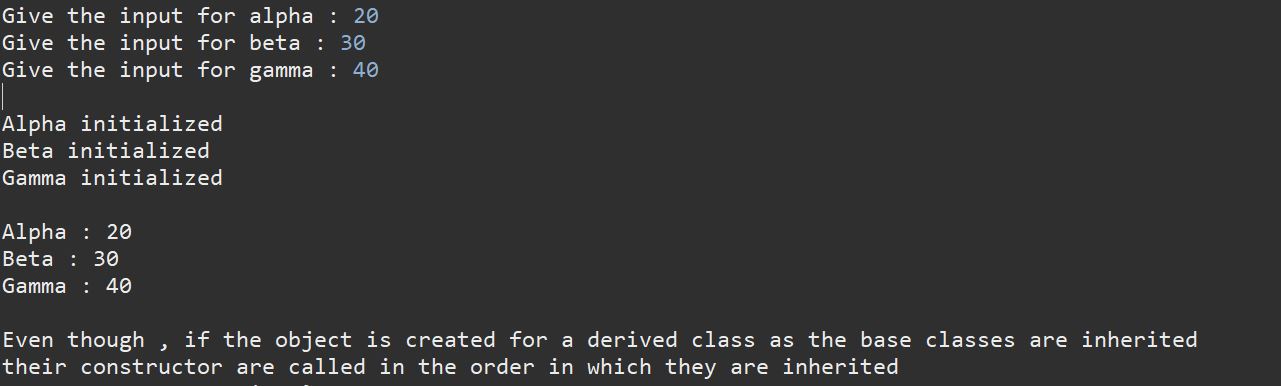 Give the input for alpha : 20
Give the input for beta : 30
Give the input for gamma : 40
Alpha initialized
Beta initialized
Gamma initialized
Alpha : 20
Beta : 30
Gamma : 40
Even though , if the object is created for a derived class as the base classes are inherited
their constructor are called in the order in which they are inherited